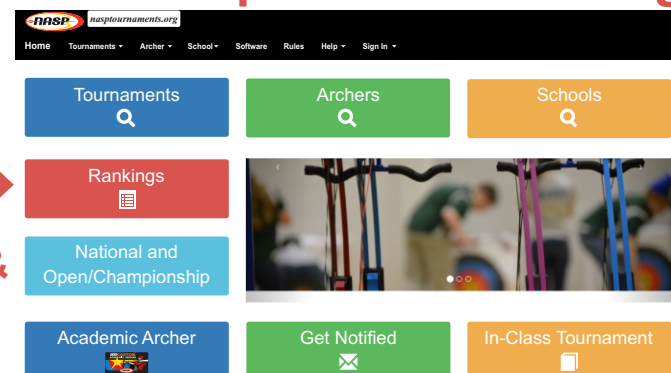 NASP
nasptournaments.org
Home Tournaments Archer School Software Rules Help Sign In
Tournaments
Archers
Schools
Rankings
&
National and
Open/Championship
Academic Archer
Get Notified
In-Class Tournament